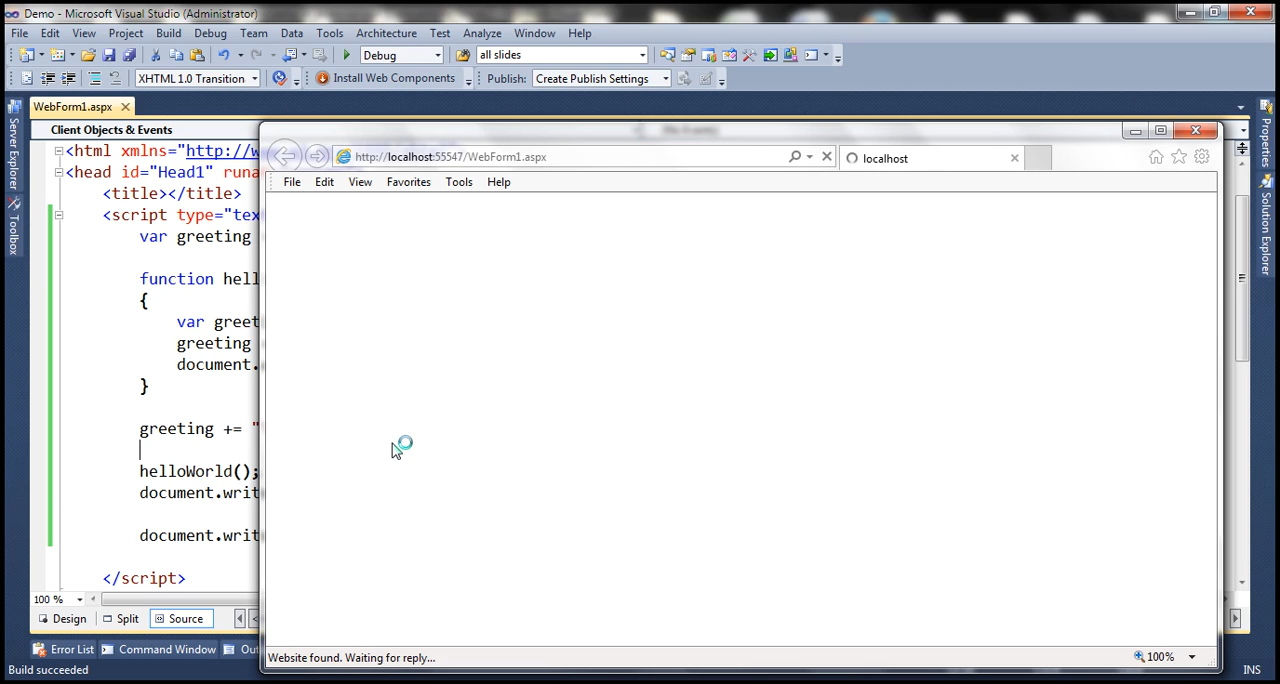 Demo - Microsoft Visual Studio (Administrator)
File Edit View Project Build Debug Team Data Tools Architecture Test Analyze Window Help
Debug all slides
XHTML 1.0 Transition Install Web Components Publish: Create Publish Settings
WebForm1.aspx
Client Objects & Events
Server Explorer
Toolbox
Properties
Solution Explorer
<html xmlns="http://w
<head id="Head1" runa
<title></title>
<script type="tex
var greeting
function hell
{
var greet
greeting
document.
}
greeting += "
helloWorld();
document.writ
document.writ
</script>
http://localhost:55547/WebForm1.aspx
localhost
File Edit View Favorites Tools Help
Website found. Waiting for reply...
100%
100 %
Design Split Source <
Error List Command Window Out
Build succeeded
INS